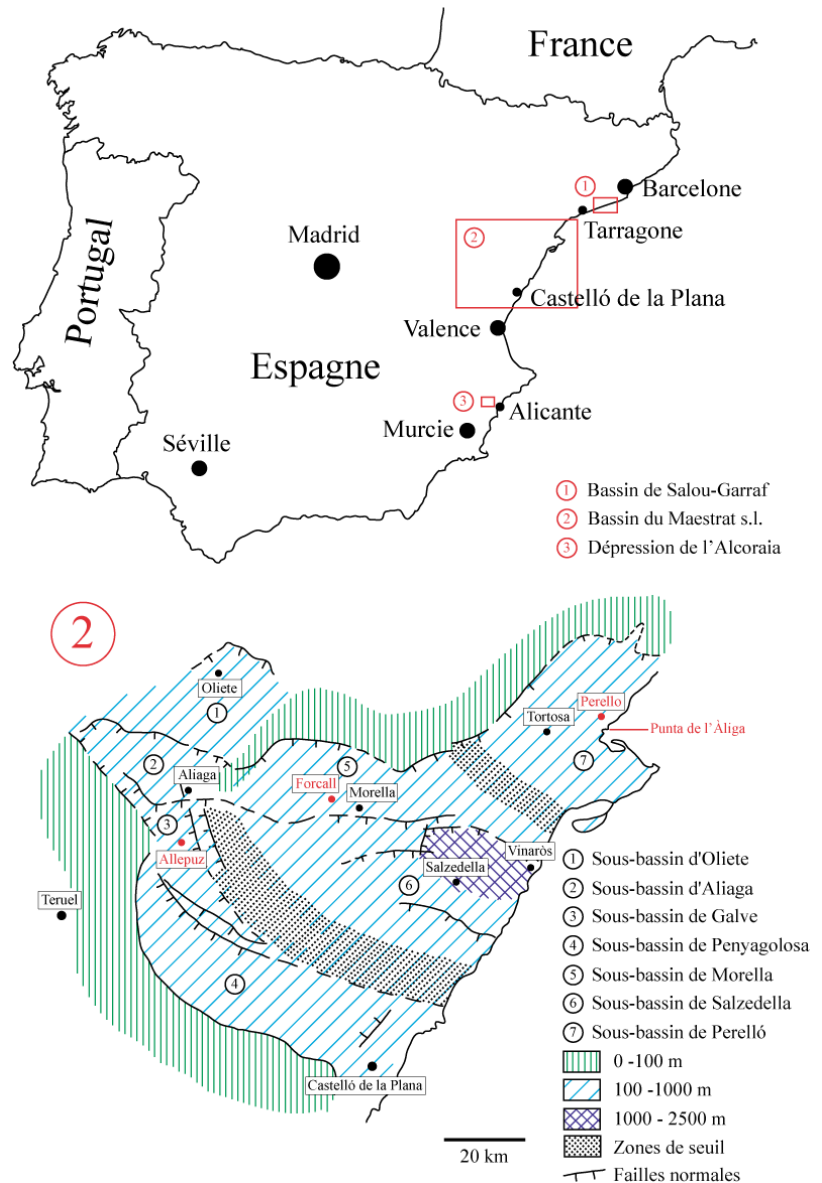 France
Portugal
Espagne
Madrid
Barcelone
Tarragone
Castelló de la Plana
Valence
Alicante
Murcie
Séville
1
2
3
1 Bassin de Salou-Garraf
2 Bassin du Maestrat s.l.
3 Dépression de l'Alcoraia
2
Oliete
1
Perello
Tortosa
Punta de l'Àliga
2
Aliaga
5
7
Forcall
Morella
3
Allepuz
Vinaròs
Salzedella
6
Teruel
4
Castelló de la Plana
1 Sous-bassin d'Oliete
2 Sous-bassin d'Aliaga
3 Sous-bassin de Galve
4 Sous-bassin de Penyagolosa
5 Sous-bassin de Morella
6 Sous-bassin de Salzedella
7 Sous-bassin de Perelló
0 -100 m
100 -1000 m
1000 - 2500 m
Zones de seuil
Failles normales
20 km